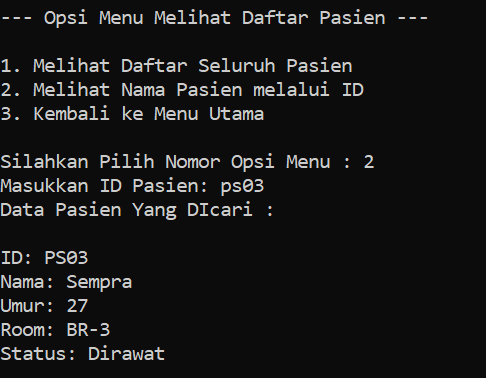 --- Opsi Menu Melihat Daftar Pasien ---
1. Melihat Daftar Seluruh Pasien
2. Melihat Nama Pasien melalui ID
3. Kembali ke Menu Utama
Silahkan Pilih Nomor Opsi Menu : 2
Masukkan ID Pasien: ps03
Data Pasien Yang DIcari :
ID: PS03
Nama: Sempra
Umur: 27
Room: BR-3
Status: Dirawat